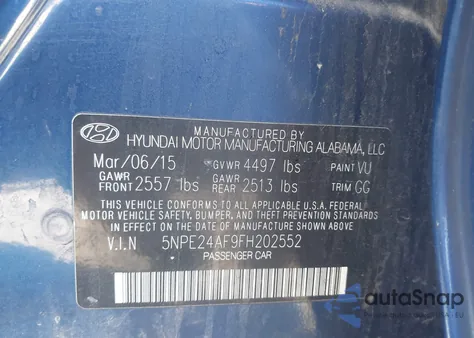 MANUFACTURED BY
HYUNDAI MOTOR MANUFACTURING ALABAMA, LLC
Mar/06/15 GVWR 4497 lbs PAINT VU
GAWR FRONT 2557 lbs GAWR REAR 2513 lbs TRIM GG
THIS VEHICLE CONFORMS TO ALL APPLICABLE U.S.A. FEDERAL
MOTOR VEHICLE SAFETY, BUMPER, AND THEFT PREVENTION
STANDARDS IN EFFECT ON THE DATE OF MANUFACTURE SHOWN ABOVE.
V.I.N 5NPE24AF9FH202552
PASSENGER CAR
autoSnap